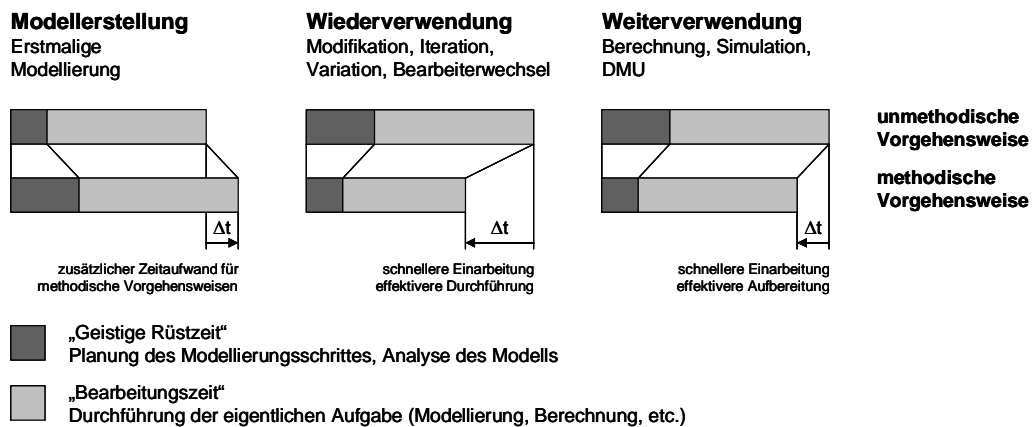 Modellerstellung
Erstmalige
Modellierung
Wiederverwendung
Modifikation, Iteration,
Variation, Bearbeiterwechsel
Weiterverwendung
Berechnung, Simulation,
DMU
unmethodische
Vorgehensweise
methodische
Vorgehensweise
Δt
Δt
Δt
zusätzlicher Zeitaufwand für
methodische Vorgehensweisen
schnellere Einarbeitung
effektivere Durchführung
schnellere Einarbeitung
effektivere Aufbereitung
„Geistige Rüstzeit“
Planung des Modellierungsschrittes, Analyse des Modells
„Bearbeitungszeit“
Durchführung der eigentlichen Aufgabe (Modellierung, Berechnung, etc.)